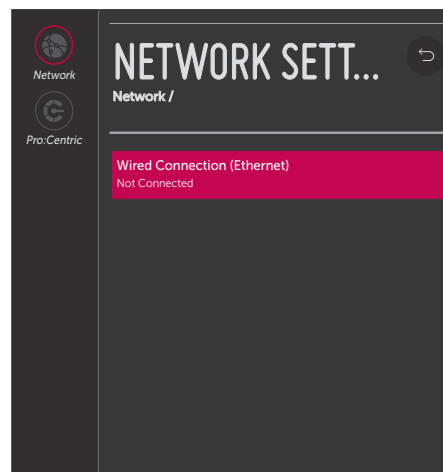 Network
Pro:Centric
NETWORK SETT...
Network /
Wired Connection (Ethernet)
Not Connected